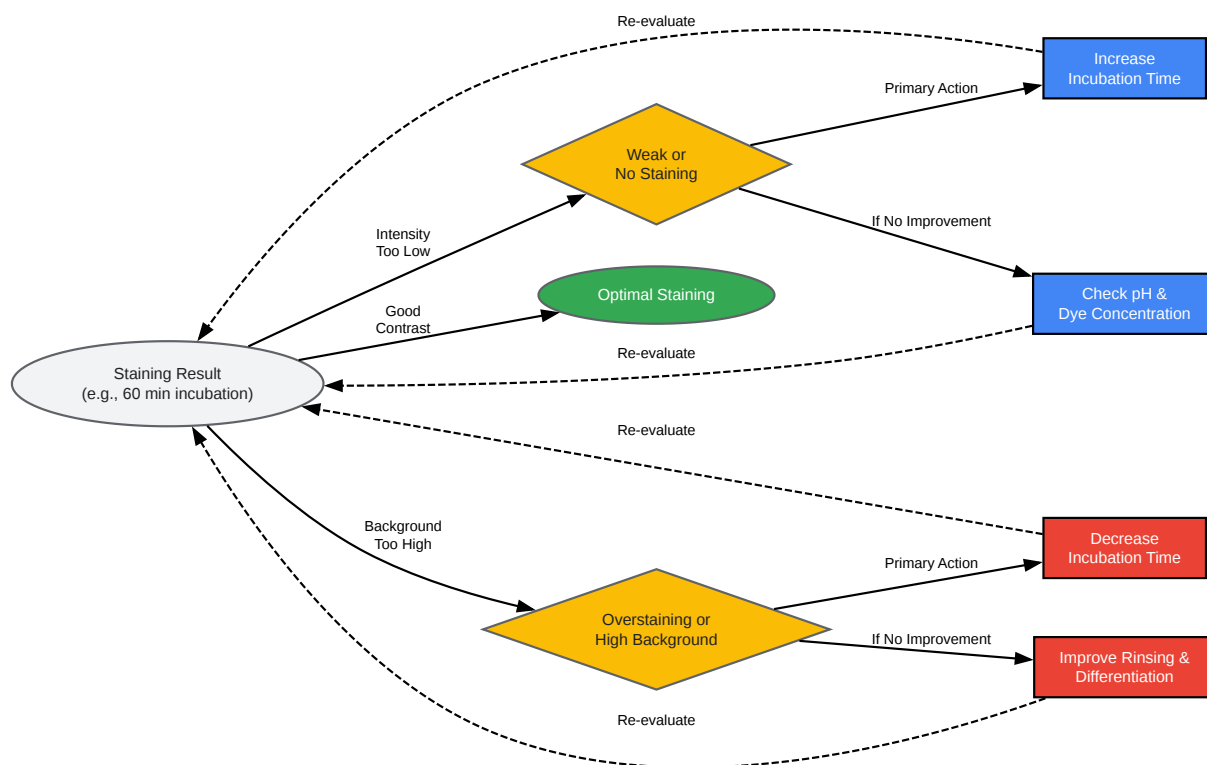 Re-evaluate
Increase
Incubation Time
Primary Action
Weak or
No Staining
If No Improvement
Intensity
Too Low
Optimal Staining
Good
Contrast
Check pH &
Dye Concentration
Re-evaluate
Staining Result
(e.g., 60 min incubation)
Re-evaluate
Background
Too High
Decrease
Incubation Time
Primary Action
Overstaining or
High Background
If No Improvement
Improve Rinsing &
Differentiation
Re-evaluate